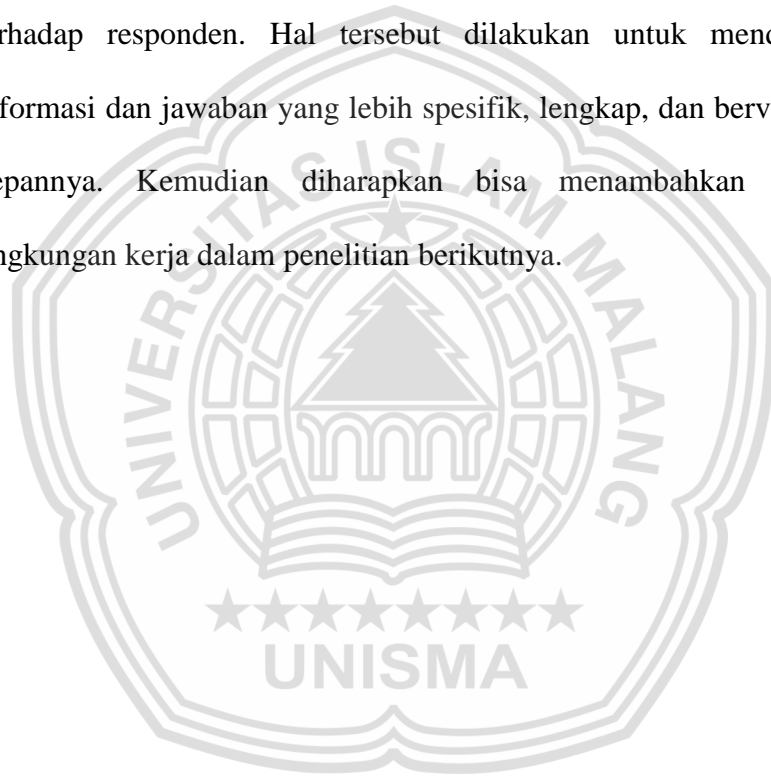 rhadap responden. Hal tersebut dilakukan untuk mend
formasi dan jawaban yang lebih spesifik, lengkap, dan berv
epannya. Kemudian diharapkan bisa menambahkan
ngkungan kerja dalam penelitian berikutnya.
UNIVERSITAS ISLAM MALANG
UNISMA